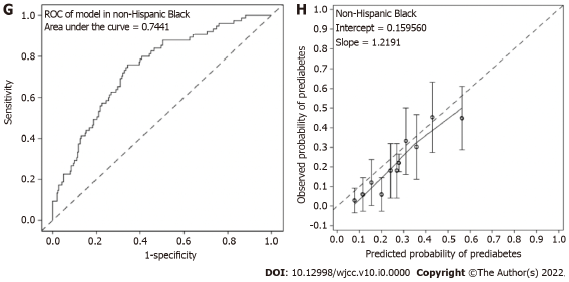 G
ROC of model in non-Hispanic Black
Area under the curve = 0.7441
Sensitivity
1.0
0.8
0.6
0.4
0.2
0.0
0.0 0.2 0.4 0.6 0.8 1.0
1-specificity
H
Non-Hispanic Black
Intercept = 0.159560
Slope = 1.2191
Observed probability of prediabetes
1.0
0.9
0.8
0.7
0.6
0.5
0.4
0.3
0.2
0.1
0.0
-0.1
0.0 0.1 0.2 0.3 0.4 0.5 0.6 0.7 0.8 0.9 1.0
Predicted probability of prediabetes
DOI: 10.12998/wjcc.v10.i0.0000 Copyright ©The Author(s) 2022.